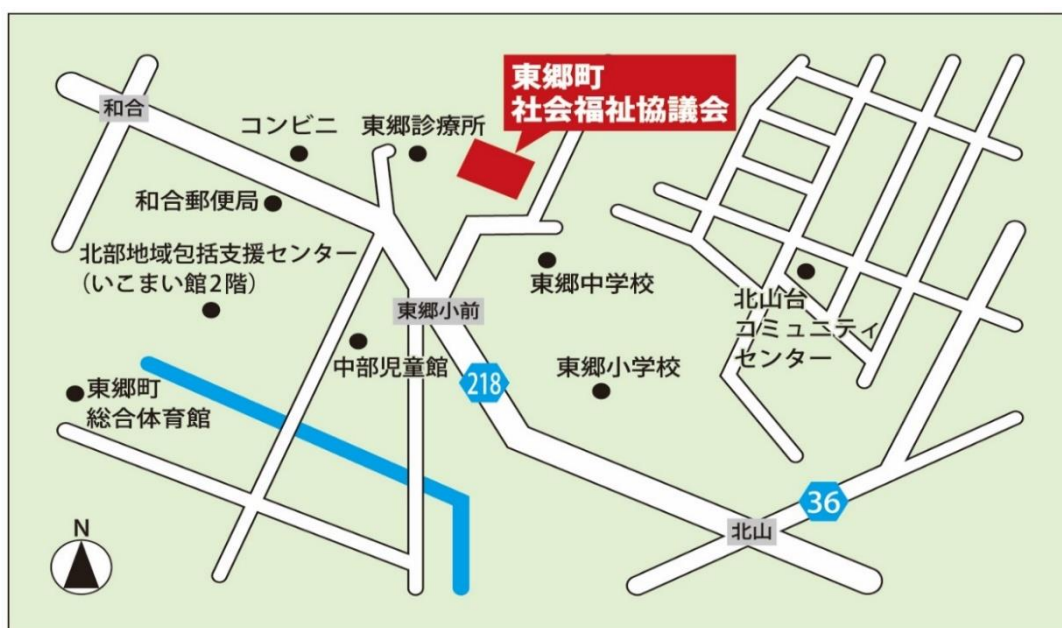 東郷町
社会福祉協議会
和合
コンビニ
東郷診療所
和合郵便局
北部地域包括支援センター
（いこまい館2階）
東郷中学校
北山台
コミュニティ
センター
東郷小前
中部児童館
218
東郷小学校
東郷町
総合体育館
36
北山
N